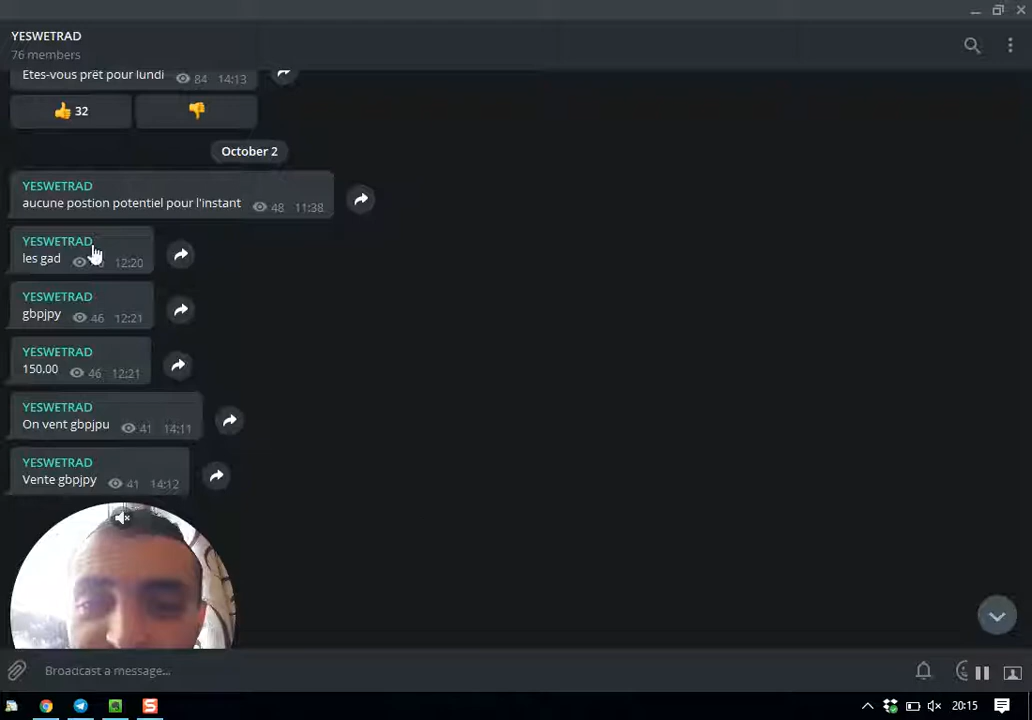 YESWETRAD
76 members
Etes-vous prêt pour lundi 84 14:13
👍 32 👎
October 2
YESWETRAD
aucune postion potentiel pour l'instant 48 11:38
YESWETRAD
les gad 12:20
YESWETRAD
gbpjpy 46 12:21
YESWETRAD
150.00 46 12:21
YESWETRAD
On vent gbpjpu 41 14:11
YESWETRAD
Vente gbpjpy 41 14:12
Broadcast a message...
20:15